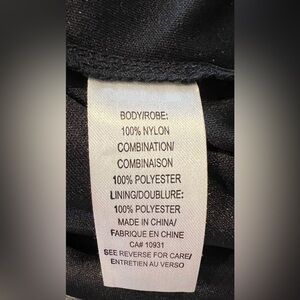 BODY/ROBE:
100% NYLON
COMBINATION/
COMBINAISON
100% POLYESTER
LINING/DOUBLURE:
100% POLYESTER
MADE IN CHINA/
FABRIQUE EN CHINE
CA# 10931
SEE REVERSE FOR CARE/
ENTRETIEN AU VERSO